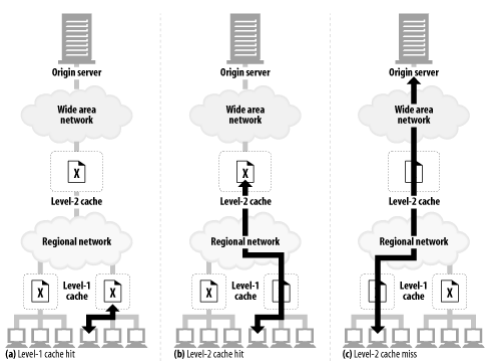 Origin server
Wide area
network
X
Level-2 cache
Regional network
X
Level-1
cache
X
(a) Level-1 cache hit
Origin server
Wide area
network
X
Level-2 cache
Regional network
X
Level-1
cache
(b) Level-2 cache hit
Origin server
Wide area
network
Level-2 cache
Regional network
Level-1
cache
X
(c) Level-2 cache miss